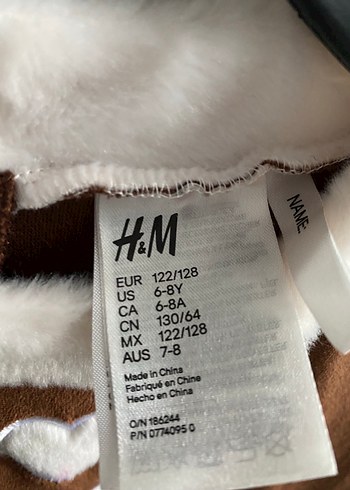 H&M
NAME
EUR 122/128
US 6-8Y
CA 6-8A
CN 130/64
MX 122/128
AUS 7-8
Made in China
Fabriqué en Chine
Hecho en China
O/N 186244
P/N 0774095 0